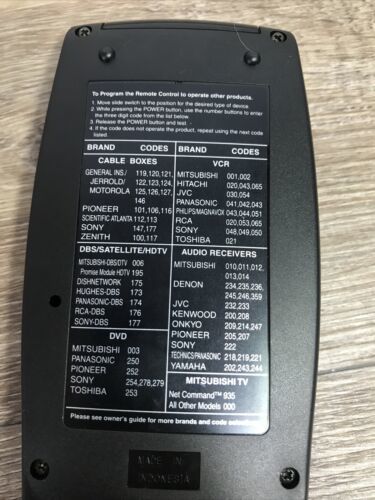 To Program the Remote Control to operate other products.
1. Move slide switch to the position for the desired type of device
2. While pressing the POWER button, use the number buttons to enter
the three digit code from the list below
3. Release the POWER button and test. -
4. If the code does not operate the product, repeat using the next code
listed
BRAND CODES
CABLE BOXES
GENERAL INS/ 119,120,121,
JERROLD/ 122,123,124,
MOTOROLA 125,126,127,
146
PIONEER 101,106,116
SCIENTIFIC ATLANTA 112,113
SONY 147,177
ZENITH 100,117
DBS/SATELLITE/HDTV
MITSUBISHI-DBS/DTV 006
Promise Module HDTV 195
DISHNETWORK 175
HUGHES-DBS 173
PANASONIC-DBS 174
RCA-DBS 176
SONY-DBS 177
DVD
MITSUBISHI 003
PANASONIC 250
PIONEER 252
SONY 254,278,279
TOSHIBA 253
BRAND CODES
VCR
MITSUBISHI 001,002
HITACHI 020,043,065
JVC 030,054
PANASONIC 041,042,043
PHILIPS/MAGNAVOX 043,044,051
RCA 020,053,065
SONY 048,049,050
TOSHIBA 021
AUDIO RECEIVERS
MITSUBISHI 010,011,012,
013,014
DENON 234,235,236,
245,246,359
JVC 232,233
KENWOOD 200,208
ONKYO 209,214,247
PIONEER 205,207
SONY 222
TECHNICS/PANASONIC 218,219,221
YAMAHA 202,243,244
MITSUBISHI TV
Net Command™ 935
All Other Models 000
Please see owner's guide for more brands and code selection
MADE IN
INDONESIA